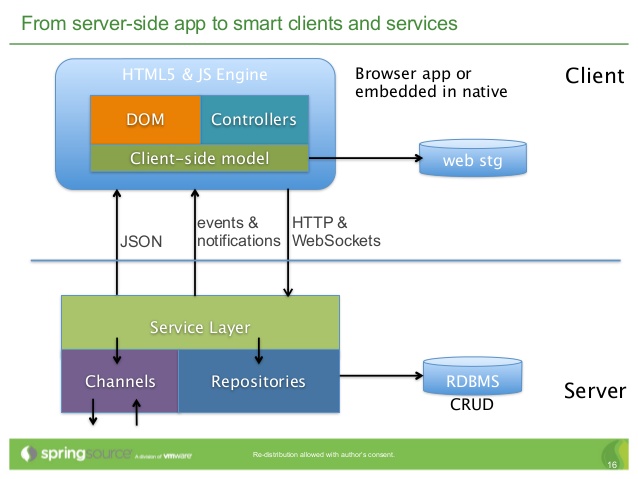 From server-side app to smart clients and services
HTML5 & JS Engine
Browser app or
embedded in native
Client
DOM
Controllers
Client-side model
web stg
JSON
events &
notifications
HTTP &
WebSockets
Service Layer
Channels
Repositories
RDBMS
CRUD
Server
springsource
A division of vmware
Re-distribution allowed with author's consent.
16